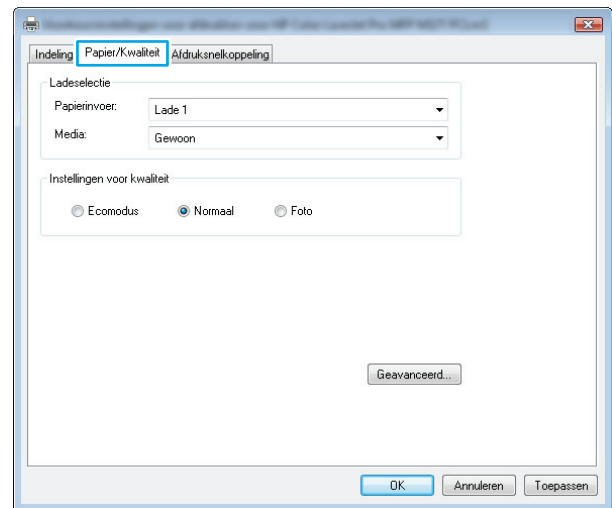 Indeling Papier/Kwaliteit Afdruksnelkoppeling
Ladeselectie
Papierinvoer: Lade 1
Media: Gewoon
Instellingen voor kwaliteit
Ecomodus Normaal Foto
Geavanceerd...
OK Annuleren Toepassen